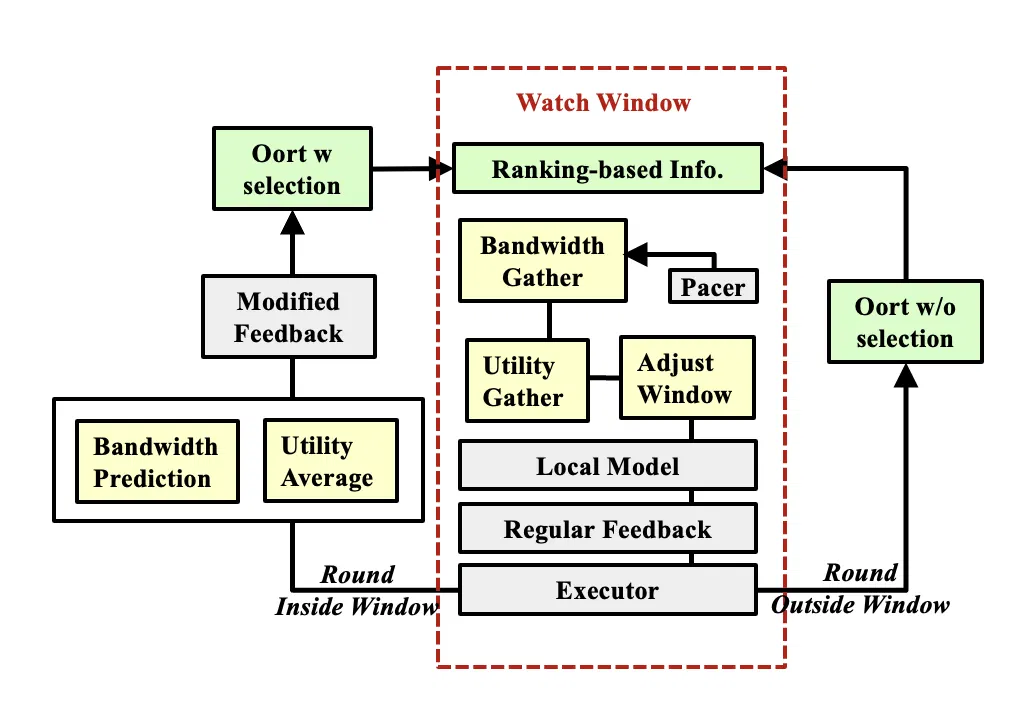 Watch Window
Oort w
selection
Ranking-based Info.
Bandwidth
Gather
Pacer
Modified
Feedback
Oort w/o
selection
Utility
Gather
Adjust
Window
Bandwidth
Prediction
Utility
Average
Local Model
Regular Feedback
Executor
Round
Inside Window
Round
Outside Window